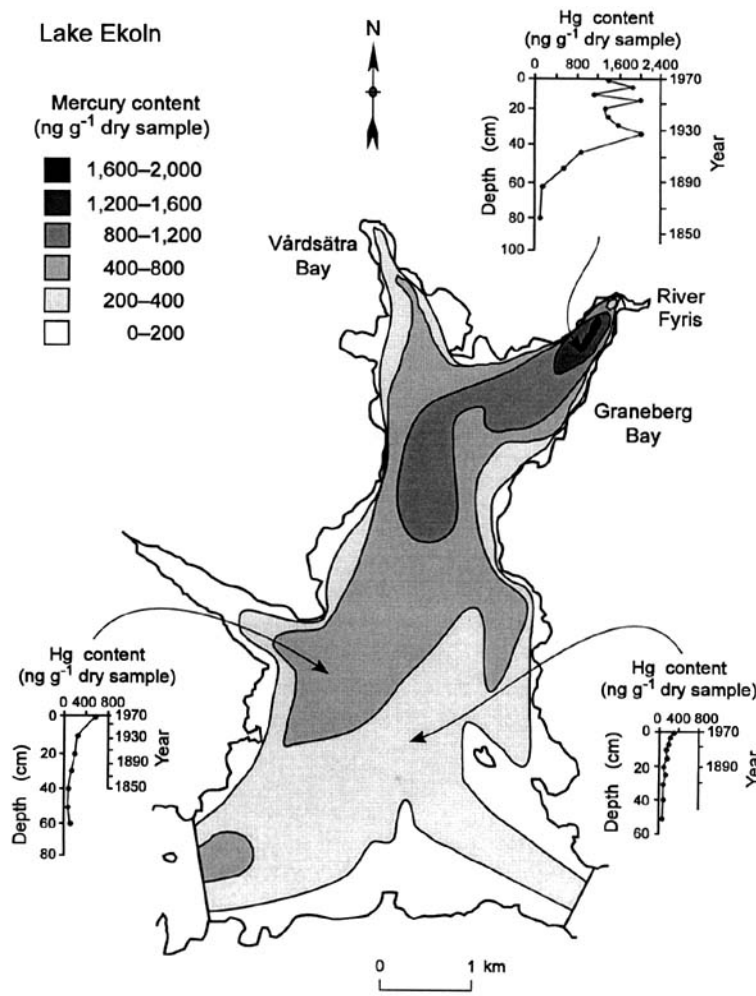 Lake Ekoln
N
Mercury content
(ng g⁻¹ dry sample)
1,600–2,000
1,200–1,600
800–1,200
400–800
200–400
0–200
Hg content
(ng g⁻¹ dry sample)
0 800 1,600 2,400
0
20
40
60
80
100
Depth (cm)
1970
1930
1890
1850
Year
Vårdsätra
Bay
River
Fyris
Graneberg
Bay
Hg content
(ng g⁻¹ dry sample)
0 400 800
0
20
40
60
80
Depth (cm)
1970
1930
1890
1850
Year
Hg content
(ng g⁻¹ dry sample)
0 400 800
0
20
40
60
Depth (cm)
1970
1890
Year
0 1 km